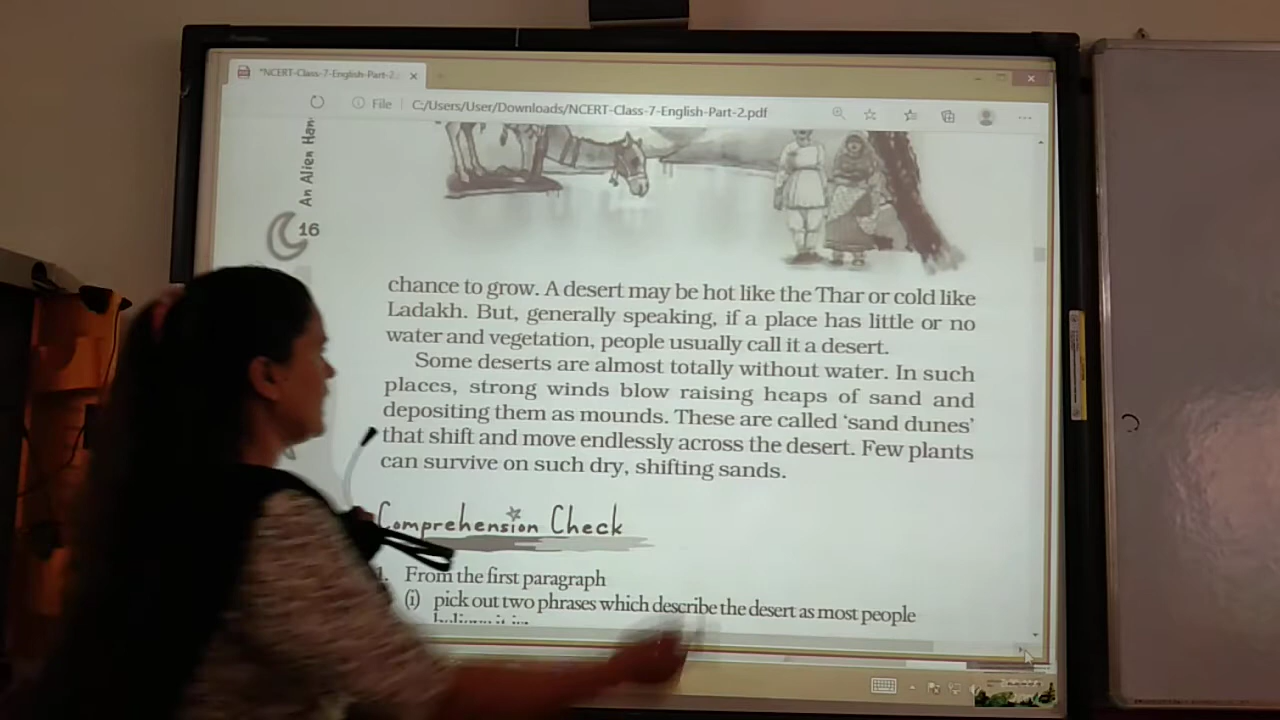 *NCERT-Class-7-English-Part-2
File
C:/Users/User/Downloads/NCERT-Class-7-English-Part-2.pdf
An Alien Han
16
chance to grow. A desert may be hot like the Thar or cold like
Ladakh. But, generally speaking, if a place has little or no
water and vegetation, people usually call it a desert.
Some deserts are almost totally without water. In such
places, strong winds blow raising heaps of sand and
depositing them as mounds. These are called ‘sand dunes’
that shift and move endlessly across the desert. Few plants
can survive on such dry, shifting sands.
Comprehension Check
1. From the first paragraph
(i) pick out two phrases which describe the desert as most people